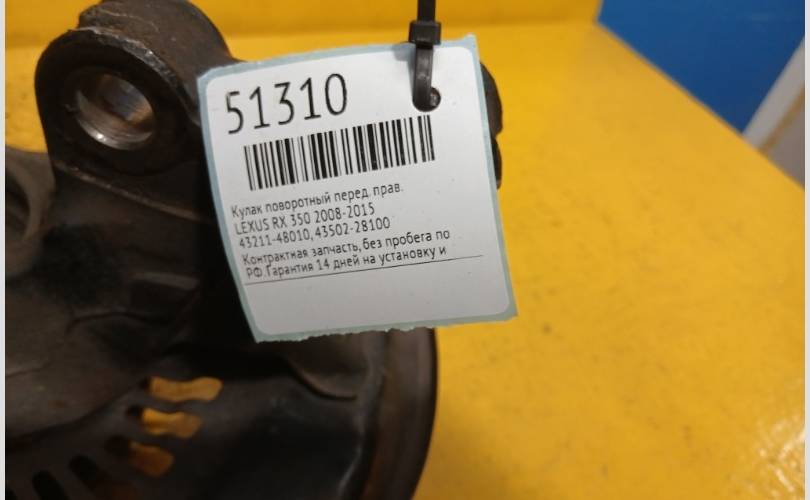 51310
Кулак поворотный перед. прав.
LEXUS RX 350 2008-2015
43211-48010, 43502-28100
Контрактная запчасть, без пробега по
РФ.Гарантия 14 дней на установку и